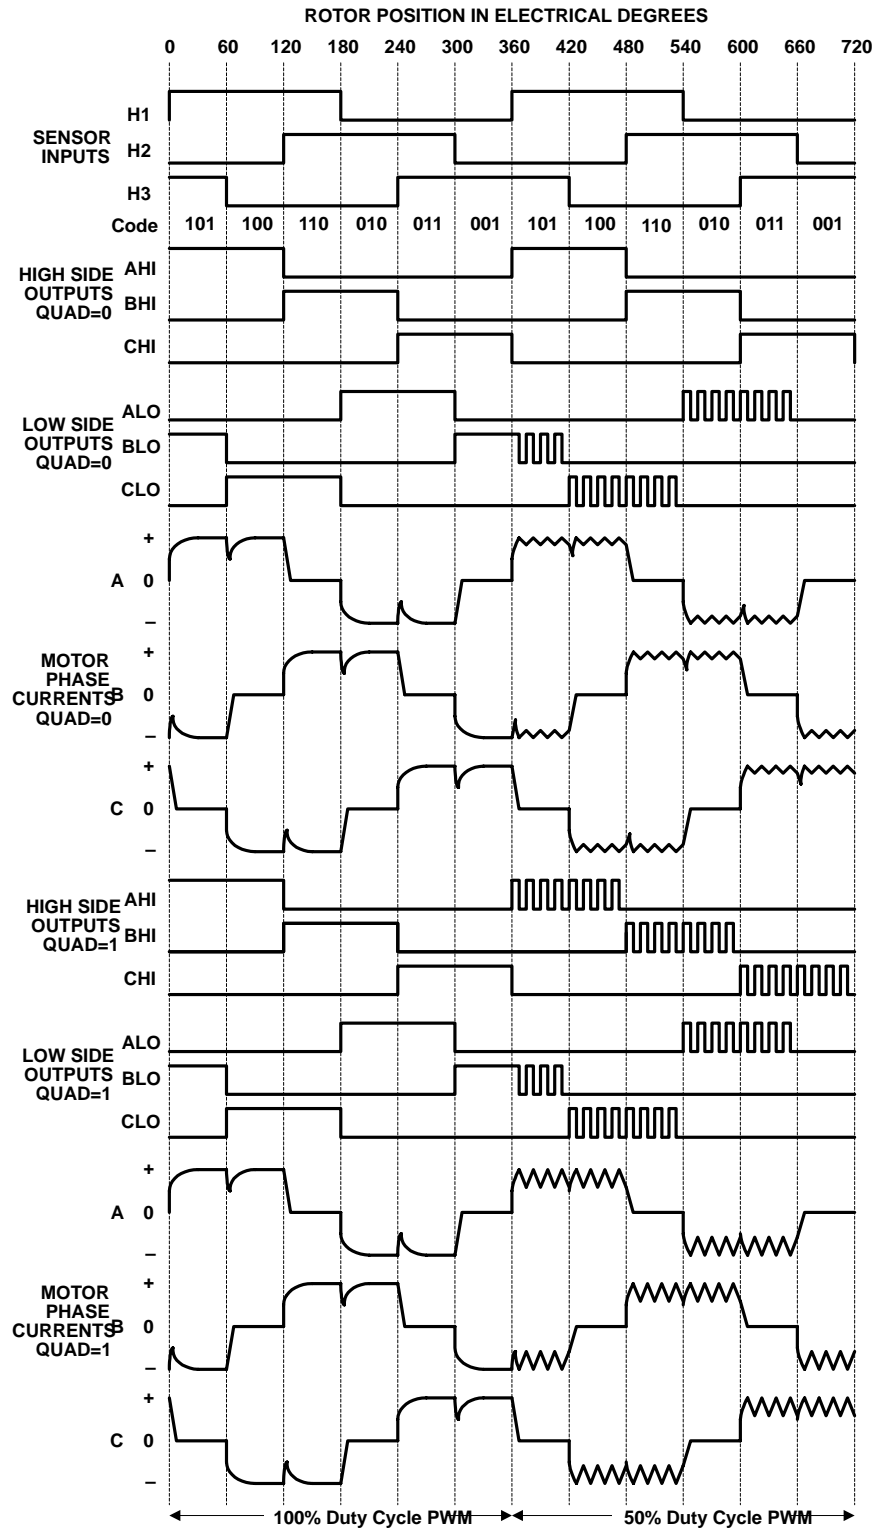 ROTOR POSITION IN ELECTRICAL DEGREES
0 60 120 180 240 300 360 420 480 540 600 660 720
SENSOR
INPUTS
H1
H2
H3
Code 101 100 110 010 011 001 101 100 110 010 011 001
HIGH SIDE
OUTPUTS
QUAD=0
AHI
BHI
CHI
LOW SIDE
OUTPUTS
QUAD=0
ALO
BLO
CLO
MOTOR
PHASE
CURRENTS
QUAD=0
+
A 0
–
+
B 0
–
+
C 0
–
HIGH SIDE
OUTPUTS
QUAD=1
AHI
BHI
CHI
LOW SIDE
OUTPUTS
QUAD=1
ALO
BLO
CLO
MOTOR
PHASE
CURRENTS
QUAD=1
+
A 0
–
+
B 0
–
+
C 0
–
100% Duty Cycle PWM 50% Duty Cycle PWM